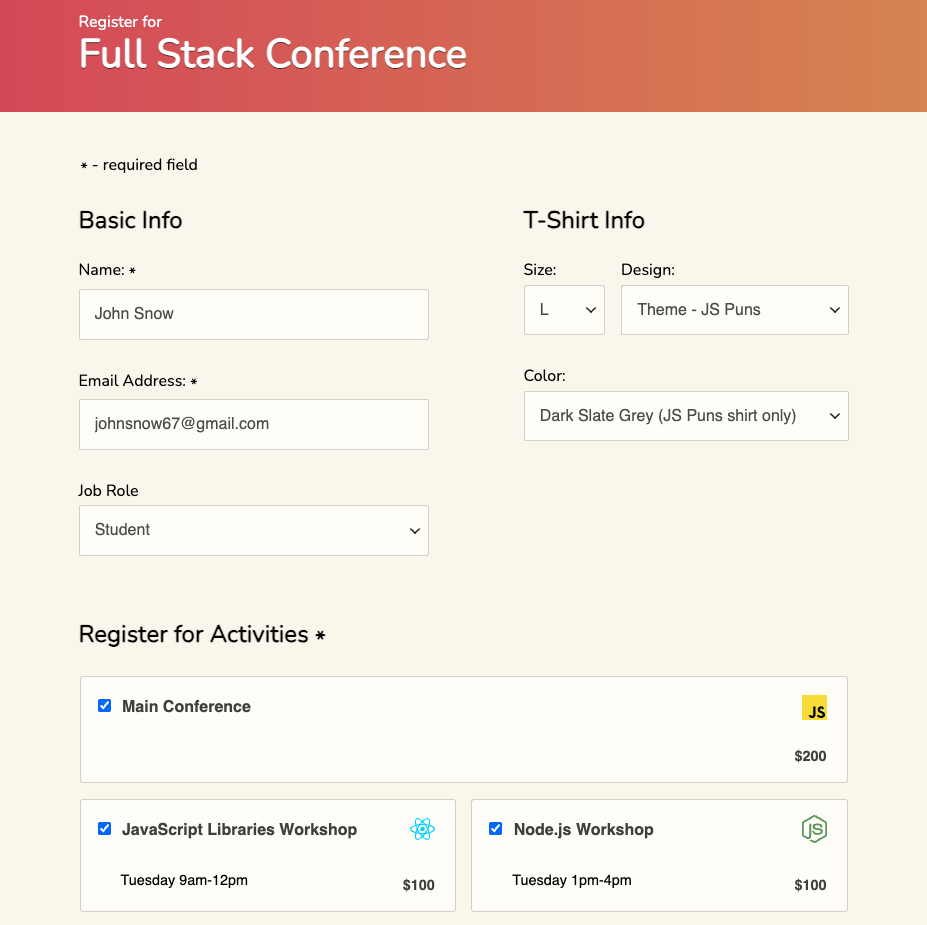 Register for
Full Stack Conference
* - required field
Basic Info
Name: *
John Snow
Email Address: *
johnsnow67@gmail.com
Job Role
Student
T-Shirt Info
Size:
L
Design:
Theme - JS Puns
Color:
Dark Slate Grey (JS Puns shirt only)
Register for Activities *
Main Conference
JS
$200
JavaScript Libraries Workshop
Tuesday 9am-12pm
$100
Node.js Workshop
JS
Tuesday 1pm-4pm
$100